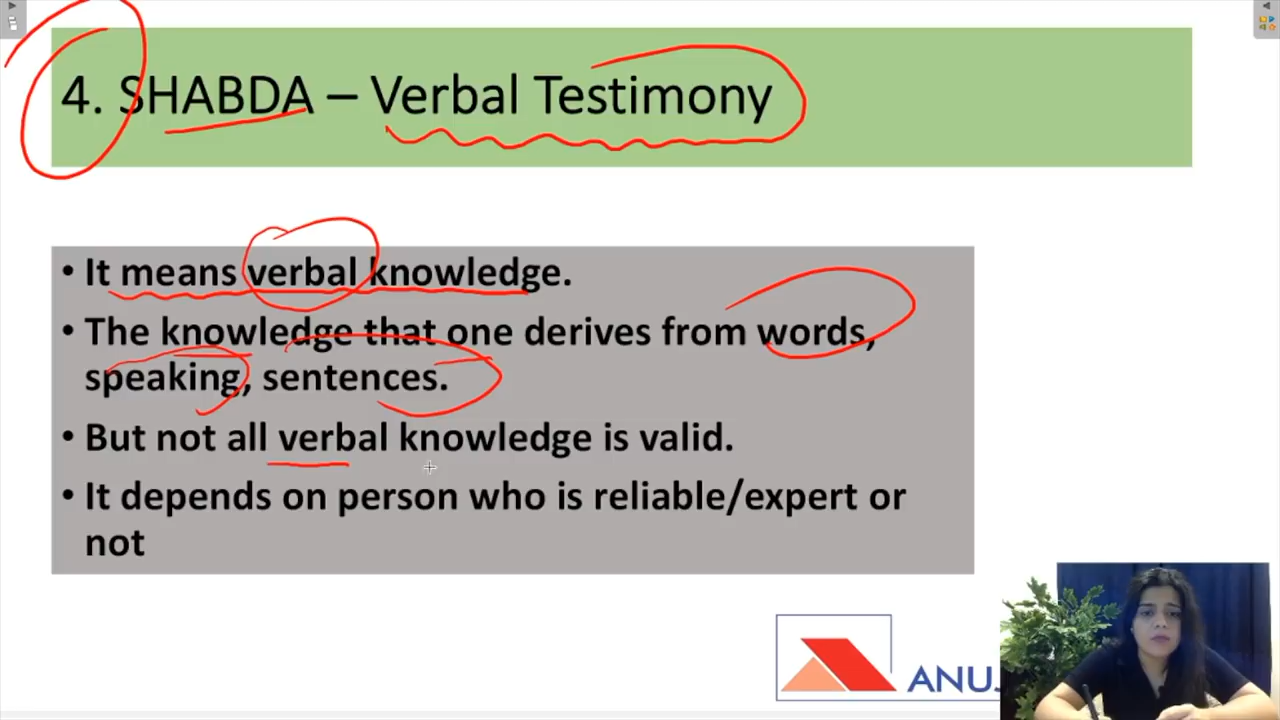 4. SHABDA – Verbal Testimony
• It means verbal knowledge.
• The knowledge that one derives from words,
speaking, sentences.
• But not all verbal knowledge is valid.
• It depends on person who is reliable/expert or
not